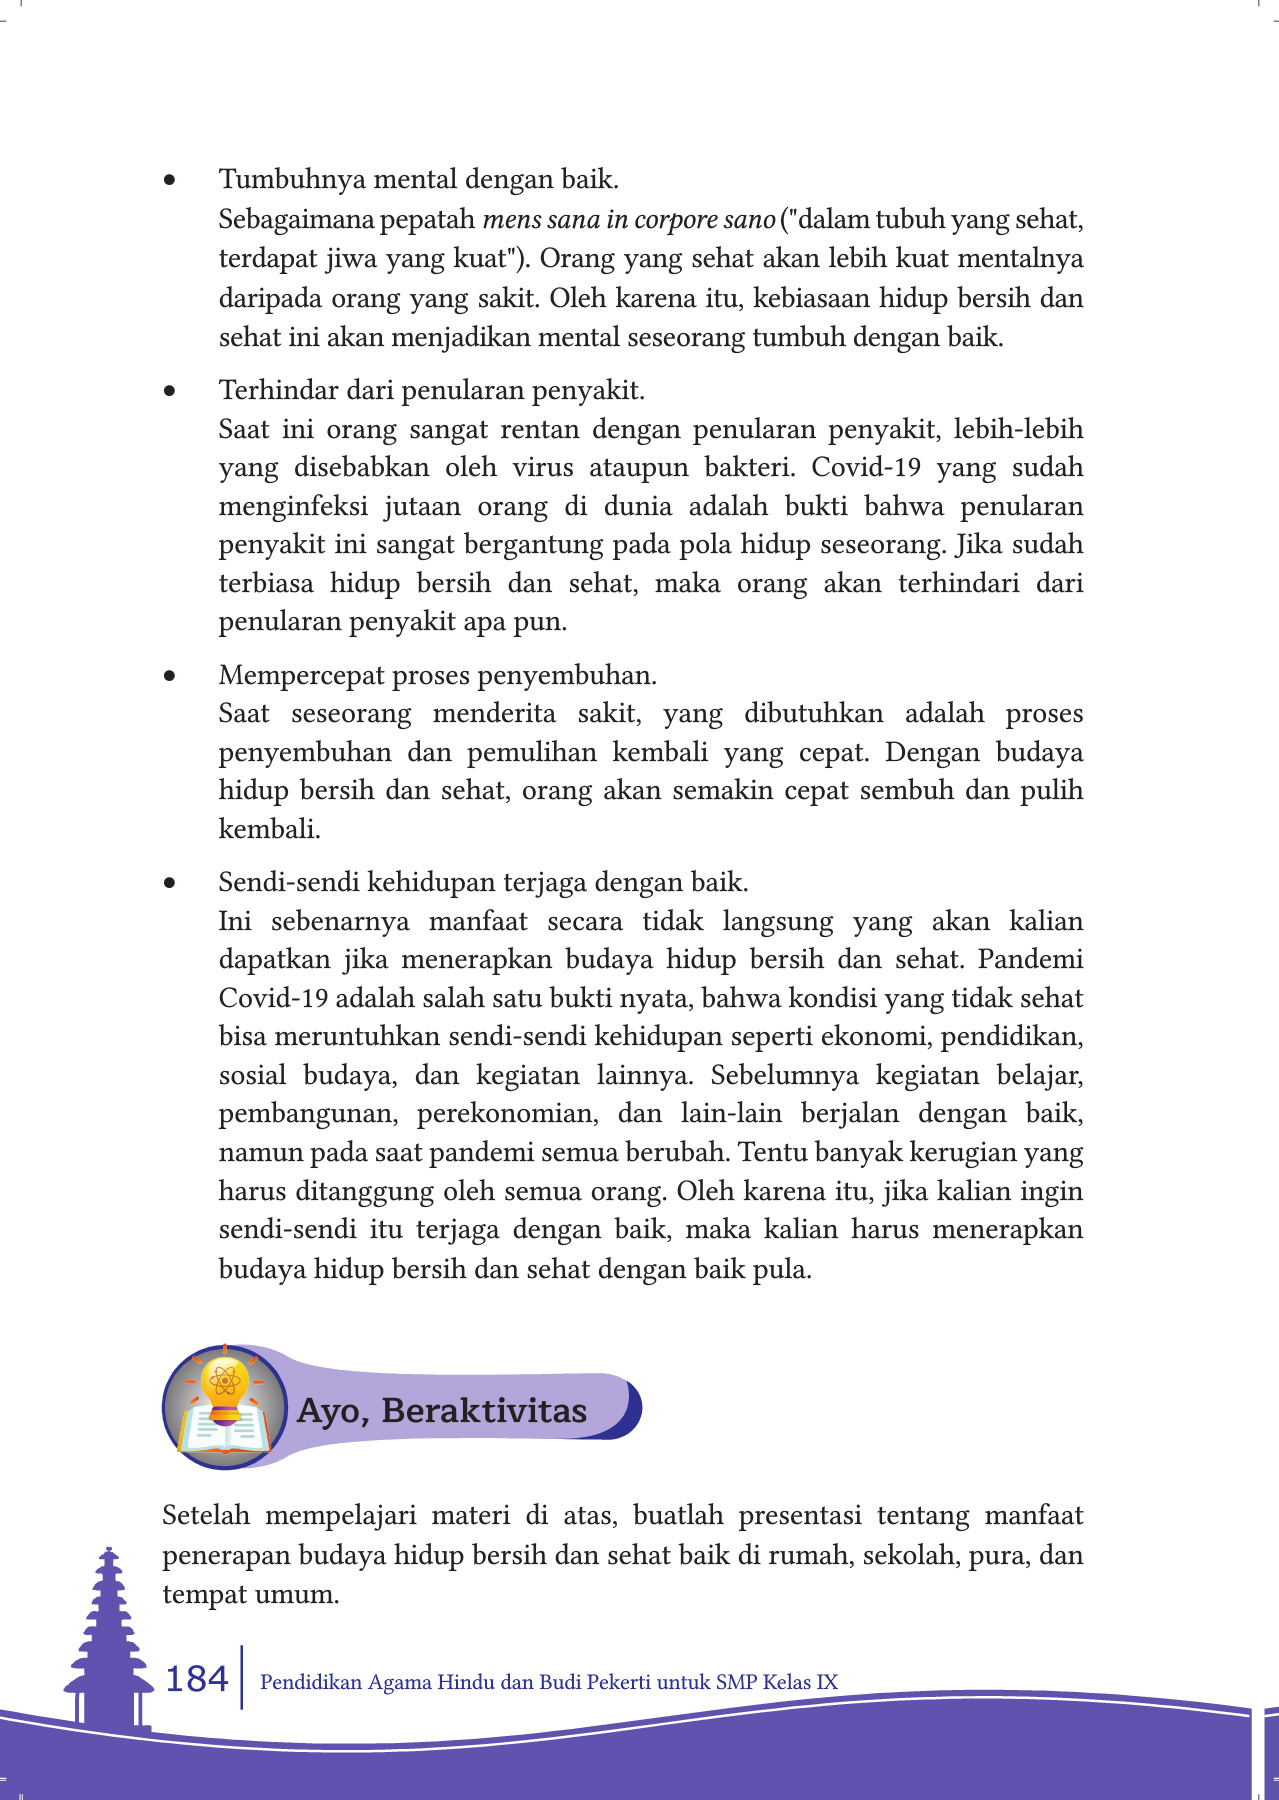 • Tumbuhnya mental dengan baik.
Sebagaimana pepatah mens sana in corpore sano ("dalam tubuh yang sehat,
terdapat jiwa yang kuat"). Orang yang sehat akan lebih kuat mentalnya
daripada orang yang sakit. Oleh karena itu, kebiasaan hidup bersih dan
sehat ini akan menjadikan mental seseorang tumbuh dengan baik.
• Terhindar dari penularan penyakit.
Saat ini orang sangat rentan dengan penularan penyakit, lebih-lebih
yang disebabkan oleh virus ataupun bakteri. Covid-19 yang sudah
menginfeksi jutaan orang di dunia adalah bukti bahwa penularan
penyakit ini sangat bergantung pada pola hidup seseorang. Jika sudah
terbiasa hidup bersih dan sehat, maka orang akan terhindari dari
penularan penyakit apa pun.
• Mempercepat proses penyembuhan.
Saat seseorang menderita sakit, yang dibutuhkan adalah proses
penyembuhan dan pemulihan kembali yang cepat. Dengan budaya
hidup bersih dan sehat, orang akan semakin cepat sembuh dan pulih
kembali.
• Sendi-sendi kehidupan terjaga dengan baik.
Ini sebenarnya manfaat secara tidak langsung yang akan kalian
dapatkan jika menerapkan budaya hidup bersih dan sehat. Pandemi
Covid-19 adalah salah satu bukti nyata, bahwa kondisi yang tidak sehat
bisa meruntuhkan sendi-sendi kehidupan seperti ekonomi, pendidikan,
sosial budaya, dan kegiatan lainnya. Sebelumnya kegiatan belajar,
pembangunan, perekonomian, dan lain-lain berjalan dengan baik,
namun pada saat pandemi semua berubah. Tentu banyak kerugian yang
harus ditanggung oleh semua orang. Oleh karena itu, jika kalian ingin
sendi-sendi itu terjaga dengan baik, maka kalian harus menerapkan
budaya hidup bersih dan sehat dengan baik pula.
Ayo, Beraktivitas
Setelah mempelajari materi di atas, buatlah presentasi tentang manfaat
penerapan budaya hidup bersih dan sehat baik di rumah, sekolah, pura, dan
tempat umum.
184 Pendidikan Agama Hindu dan Budi Pekerti untuk SMP Kelas IX